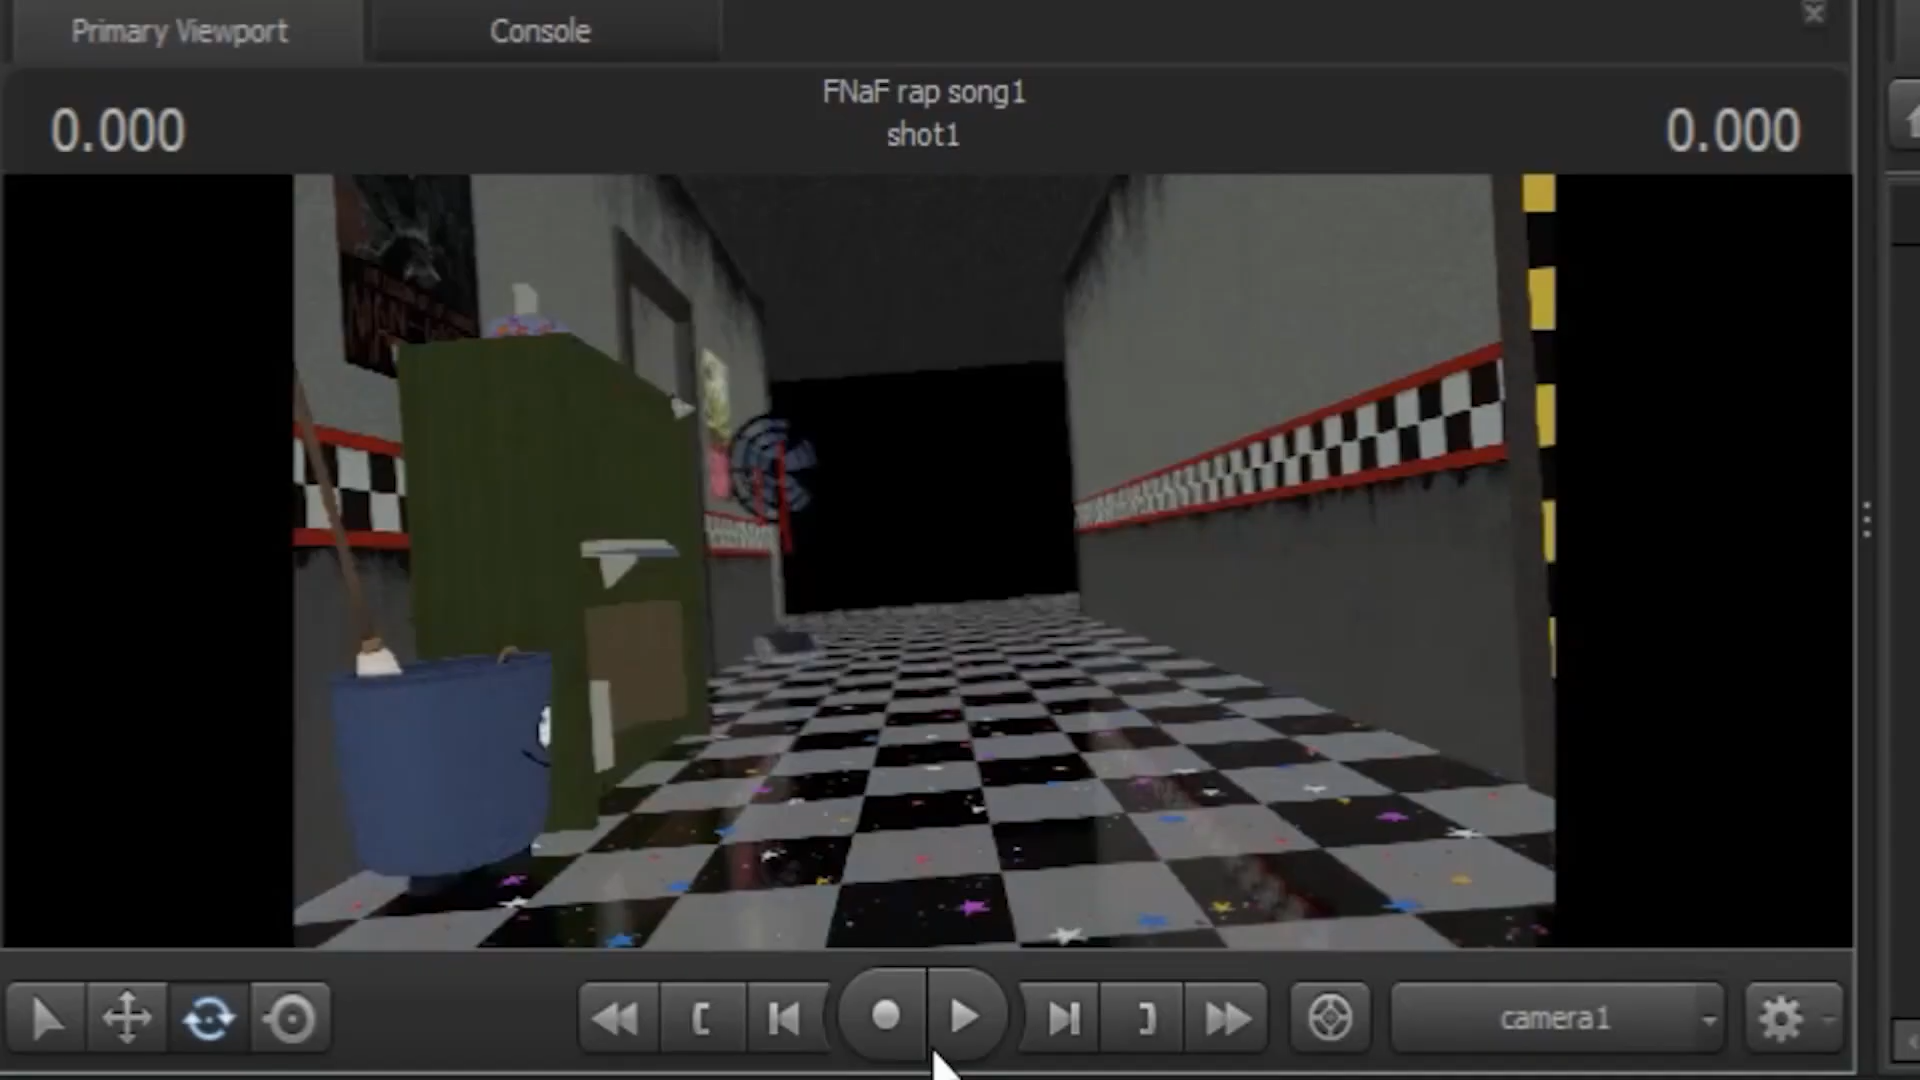 Primary Viewport
Console
FNaF rap song1
0.000
shot1
0.000
camera1